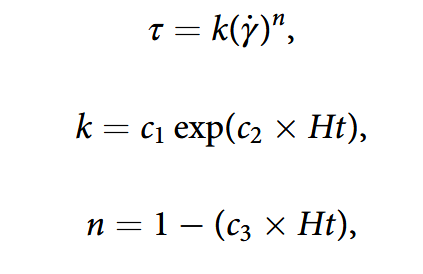 τ = k(γ̇)ⁿ,
k = c₁ exp(c₂ × Ht),
n = 1 − (c₃ × Ht),